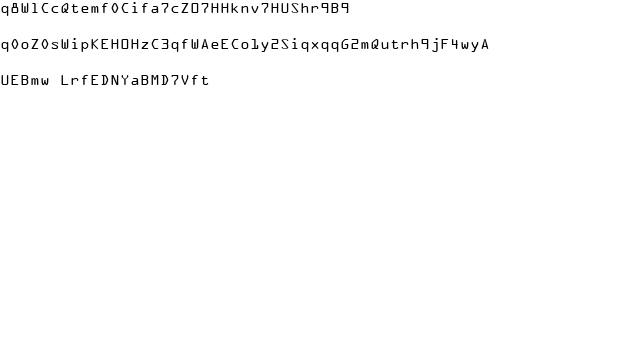 q8WlCcQtemf0Cifa7cZO7HHknv7HUShr9B9
q0oZ0sWipKEHOHzC3qfWAeECo1y2SiqxqqG2mQutrh9jF4wyA
UEBmw LrfEDNYaBMD7Vft